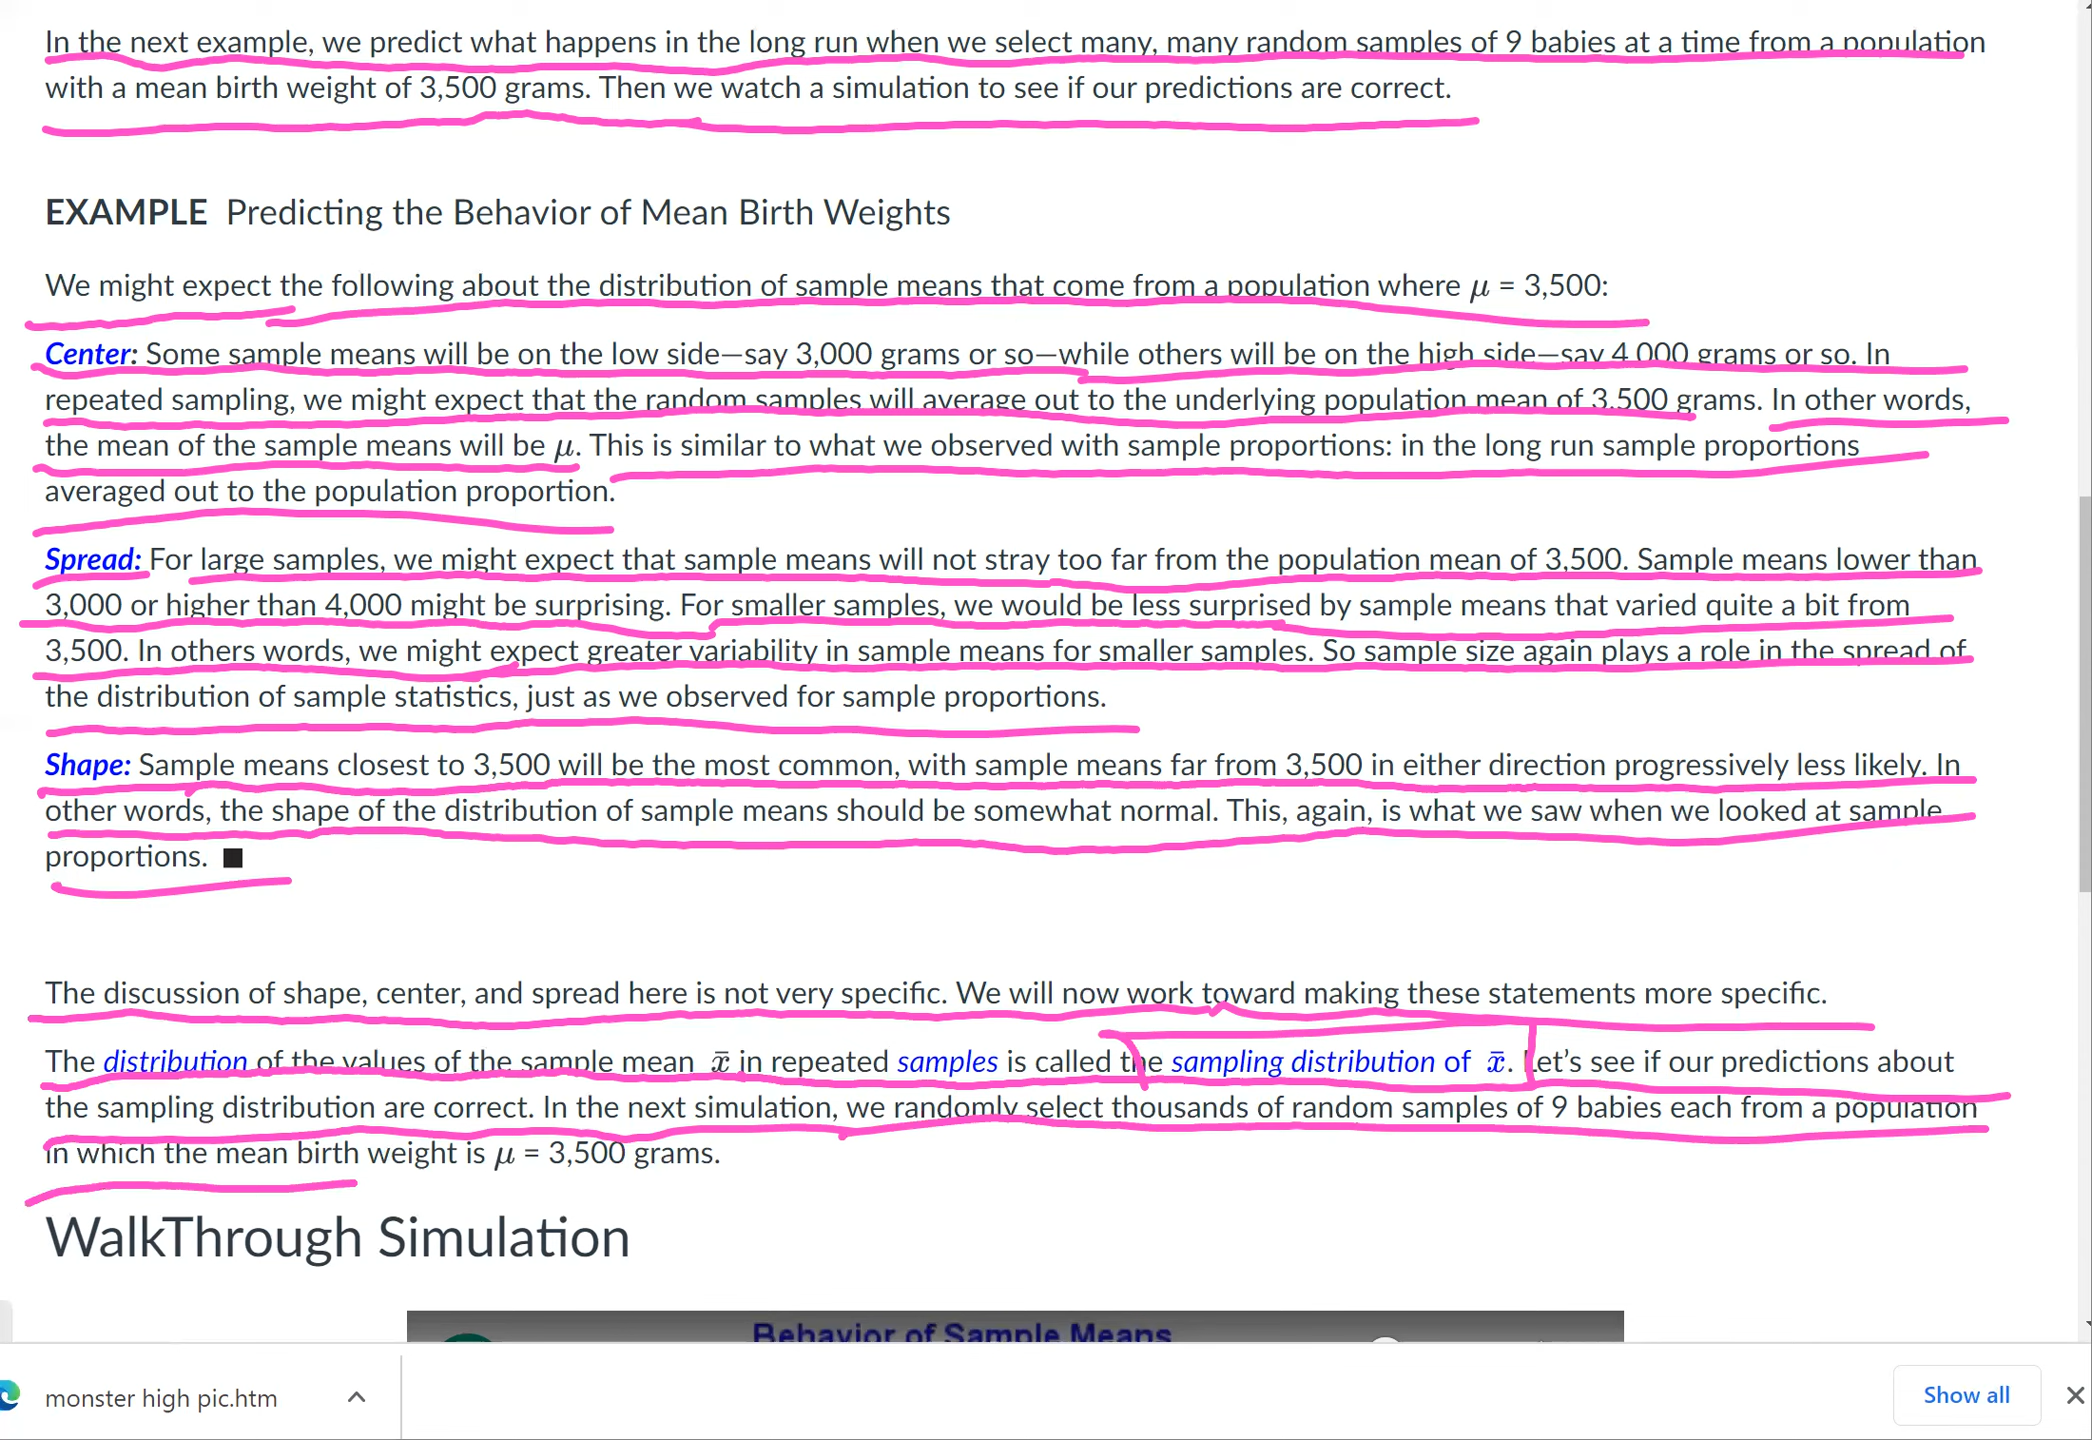 In the next example, we predict what happens in the long run when we select many, many random samples of 9 babies at a time from a population
with a mean birth weight of 3,500 grams. Then we watch a simulation to see if our predictions are correct.
EXAMPLE Predicting the Behavior of Mean Birth Weights
We might expect the following about the distribution of sample means that come from a population where μ = 3,500:
Center: Some sample means will be on the low side—say 3,000 grams or so—while others will be on the high side—say 4,000 grams or so. In
repeated sampling, we might expect that the random samples will average out to the underlying population mean of 3,500 grams. In other words,
the mean of the sample means will be μ. This is similar to what we observed with sample proportions: in the long run sample proportions
averaged out to the population proportion.
Spread: For large samples, we might expect that sample means will not stray too far from the population mean of 3,500. Sample means lower than
3,000 or higher than 4,000 might be surprising. For smaller samples, we would be less surprised by sample means that varied quite a bit from
3,500. In others words, we might expect greater variability in sample means for smaller samples. So sample size again plays a role in the spread of
the distribution of sample statistics, just as we observed for sample proportions.
Shape: Sample means closest to 3,500 will be the most common, with sample means far from 3,500 in either direction progressively less likely. In
other words, the shape of the distribution of sample means should be somewhat normal. This, again, is what we saw when we looked at sample
proportions. ■
The discussion of shape, center, and spread here is not very specific. We will now work toward making these statements more specific.
The distribution of the values of the sample mean x̄ in repeated samples is called the sampling distribution of x̄. Let's see if our predictions about
the sampling distribution are correct. In the next simulation, we randomly select thousands of random samples of 9 babies each from a population
in which the mean birth weight is μ = 3,500 grams.
WalkThrough Simulation
Behavior of Sample Means
monster high pic.htm
Show all